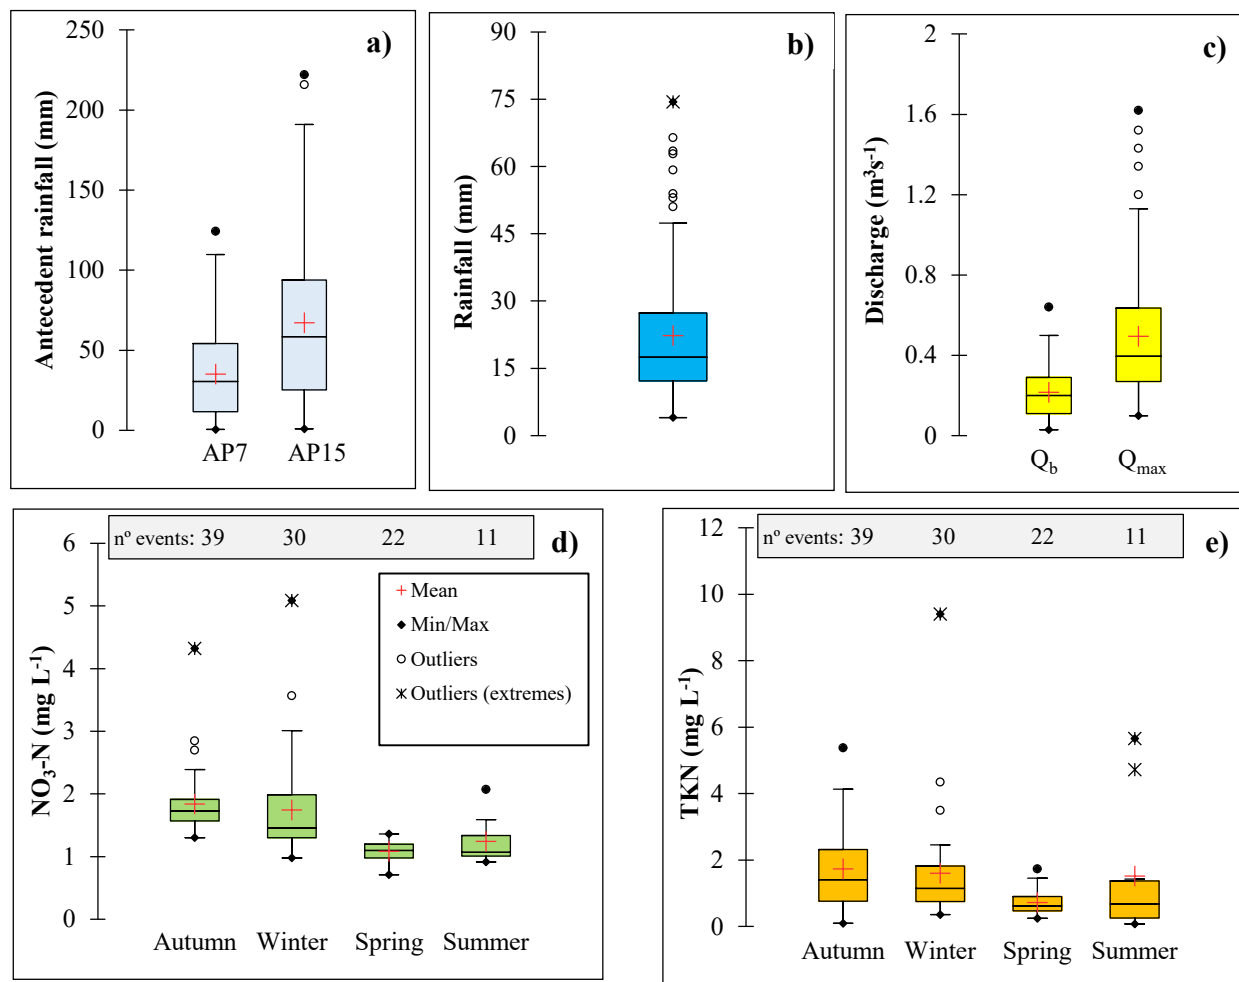 a)
Antecedent rainfall (mm)
250
200
150
100
50
0
AP7 AP15
b)
Rainfall (mm)
90
75
60
45
30
15
0
c)
Discharge (m³s⁻¹)
2
1.6
1.2
0.8
0.4
0
Q_b Q_max
d)
nº events: 39 30 22 11
NO₃-N (mg L⁻¹)
6
5
4
3
2
1
0
Mean
Min/Max
Outliers
Outliers (extremes)
Autumn Winter Spring Summer
e)
nº events: 39 30 22 11
TKN (mg L⁻¹)
12
10
8
6
4
2
0
Autumn Winter Spring Summer